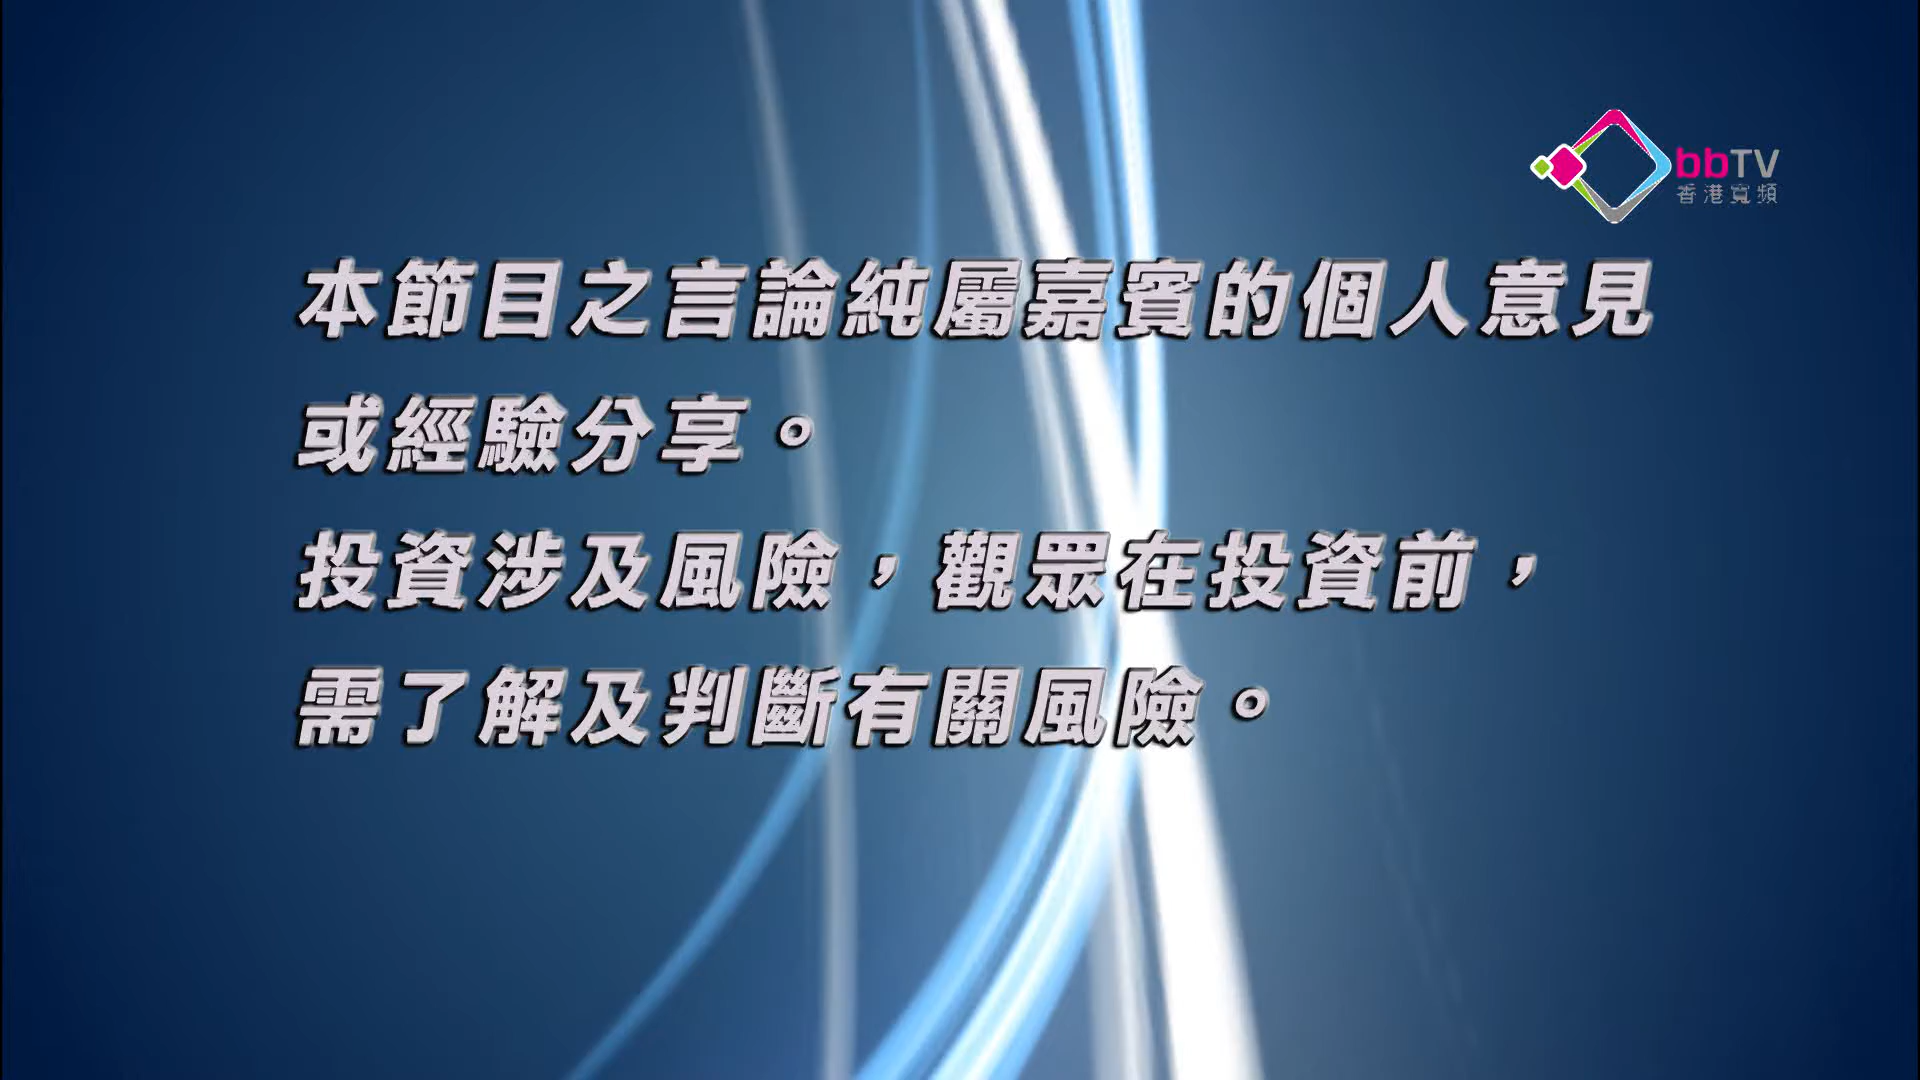 bbTV
香港寬頻
本節目之言論純屬嘉賓的個人意見
或經驗分享。
投資涉及風險，觀眾在投資前，
需了解及判斷有關風險。